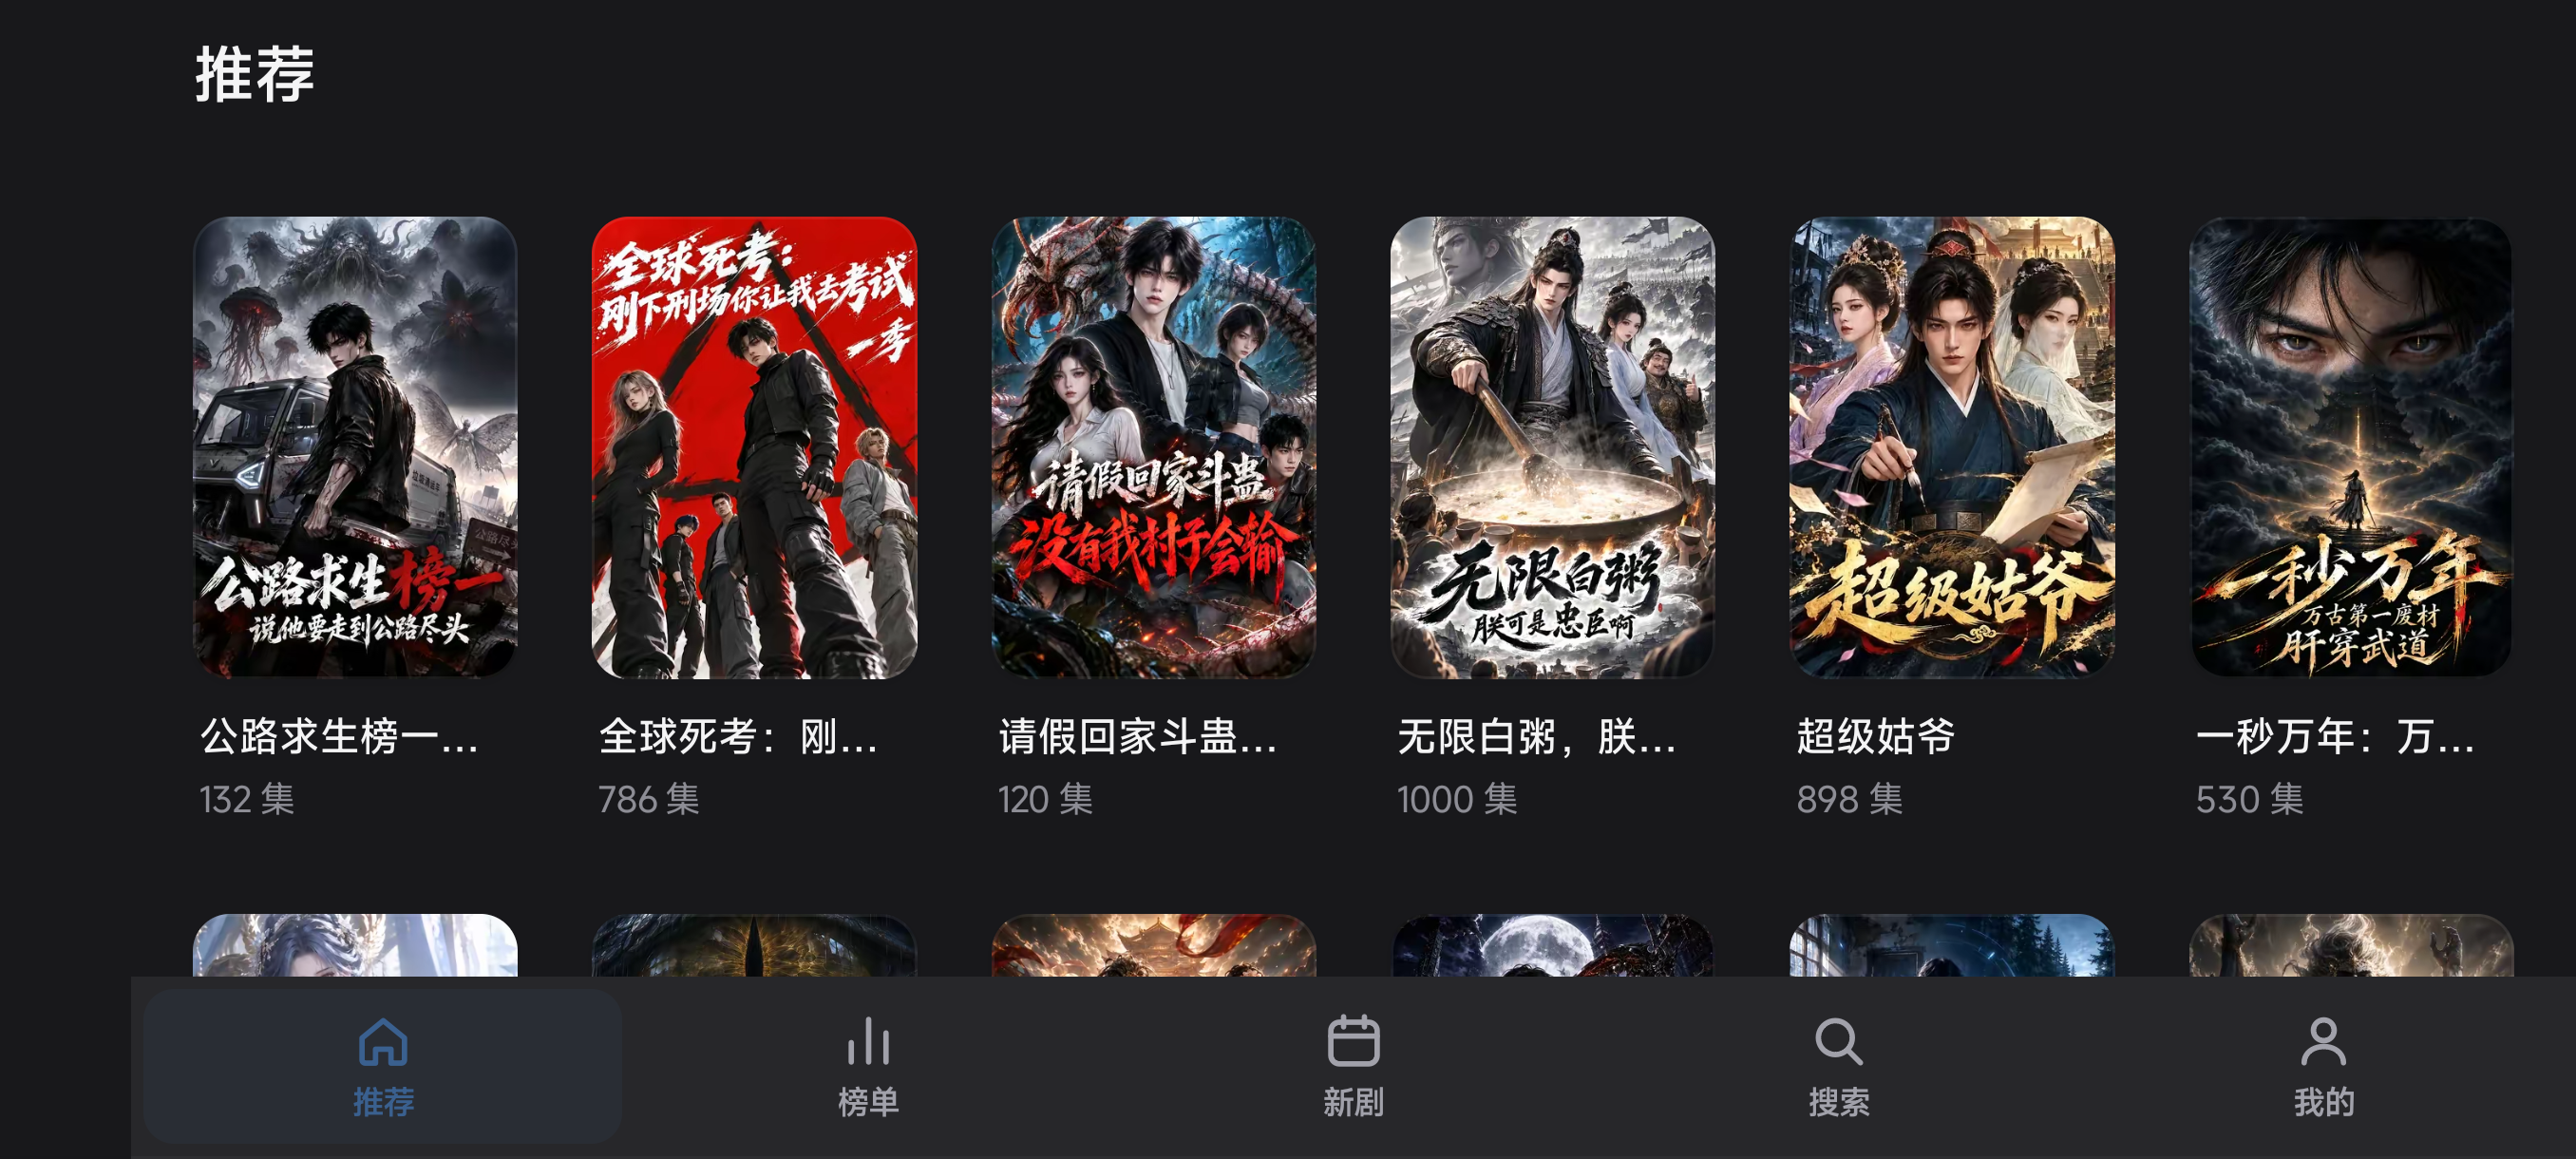 推荐
公路求生榜一
说他要走到公路尽头
全球死考：
刚下刑场你让我去考试
一季
请假回家斗蛊
没有我村子会输
无限白粥
朕可是忠臣啊
超级姑爷
一秒万年
万古第一废材
肝穿武道
公路求生榜一...
132 集
全球死考：刚...
786 集
请假回家斗蛊...
120 集
无限白粥，朕...
1000 集
超级姑爷
898 集
一秒万年：万...
530 集
推荐
榜单
新剧
搜索
我的